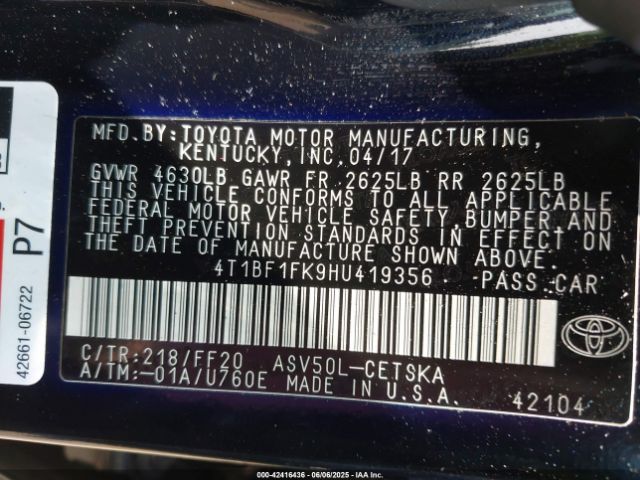 MFD. BY: TOYOTA MOTOR MANUFACTURING,
KENTUCKY, INC. 04/17
GVWR 4630LB GAWR FR 2625LB RR 2625LB
THIS VEHICLE CONFORMS TO ALL APPLICABLE
FEDERAL MOTOR VEHICLE SAFETY, BUMPER, AND
THEFT PREVENTION STANDARDS IN EFFECT ON
THE DATE OF MANUFACTURE SHOWN ABOVE.
4T1BF1FK9HU419356 PASS. CAR
C/TR: 218/FF20 ASV50L-CETSKA
A/TM: -01A/U760E MADE IN U.S.A.
42104
P7
42661-06722
000-42416436 - 06/06/2025 - IAAI.COM